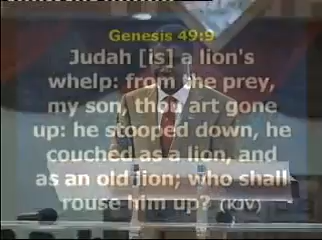 Genesis 49:9
Judah [is] a lion's
whelp: from the prey,
my son, thou art gone
up: he stooped down, he
couched as a lion, and
as an old lion; who shall
rouse him up? (KJV)